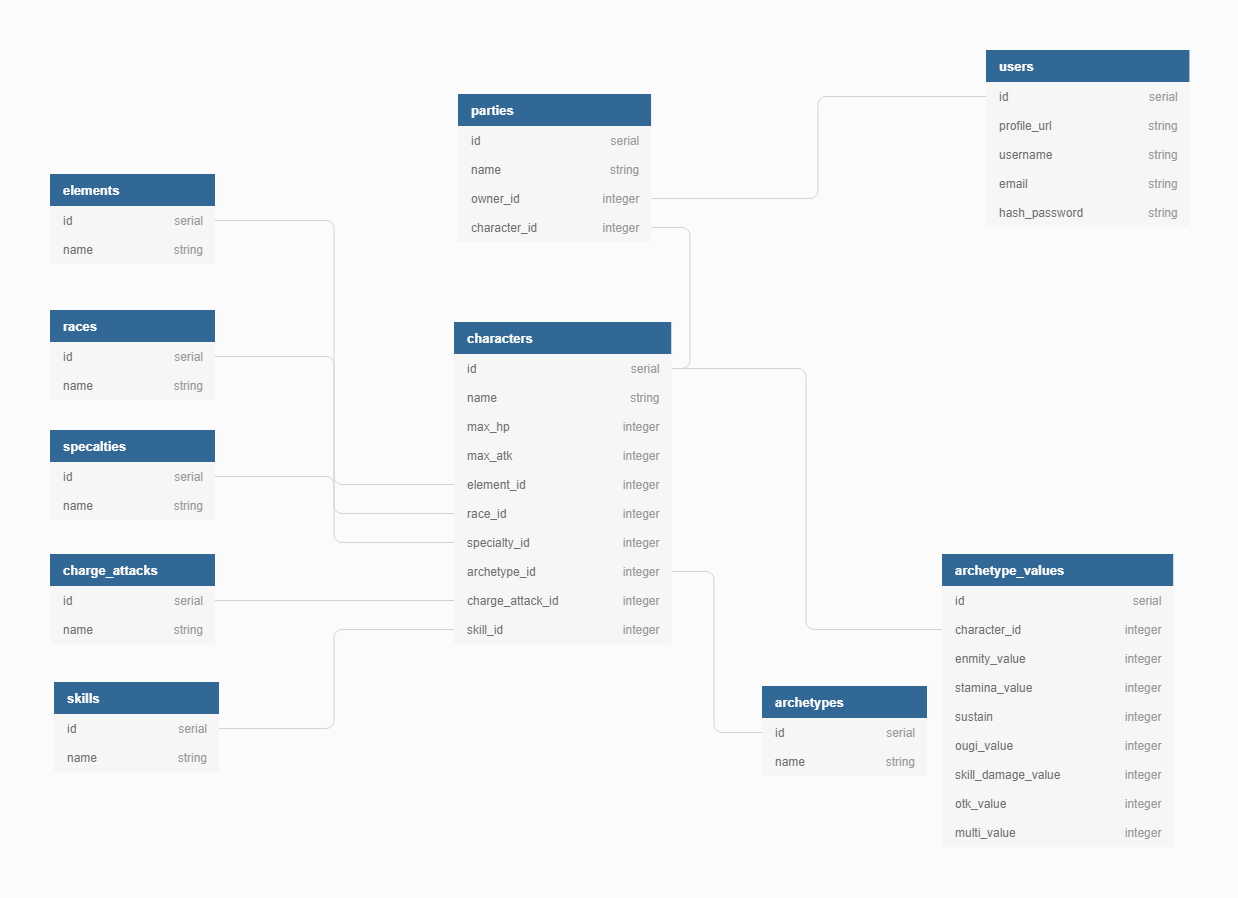 users
id serial
profile_url string
username string
email string
hash_password string
parties
id serial
name string
owner_id integer
character_id integer
elements
id serial
name string
races
id serial
name string
specalties
id serial
name string
charge_attacks
id serial
name string
skills
id serial
name string
characters
id serial
name string
max_hp integer
max_atk integer
element_id integer
race_id integer
specialty_id integer
archetype_id integer
charge_attack_id integer
skill_id integer
archetypes
id serial
name string
archetype_values
id serial
character_id integer
enmity_value integer
stamina_value integer
sustain integer
ougi_value integer
skill_damage_value integer
otk_value integer
multi_value integer